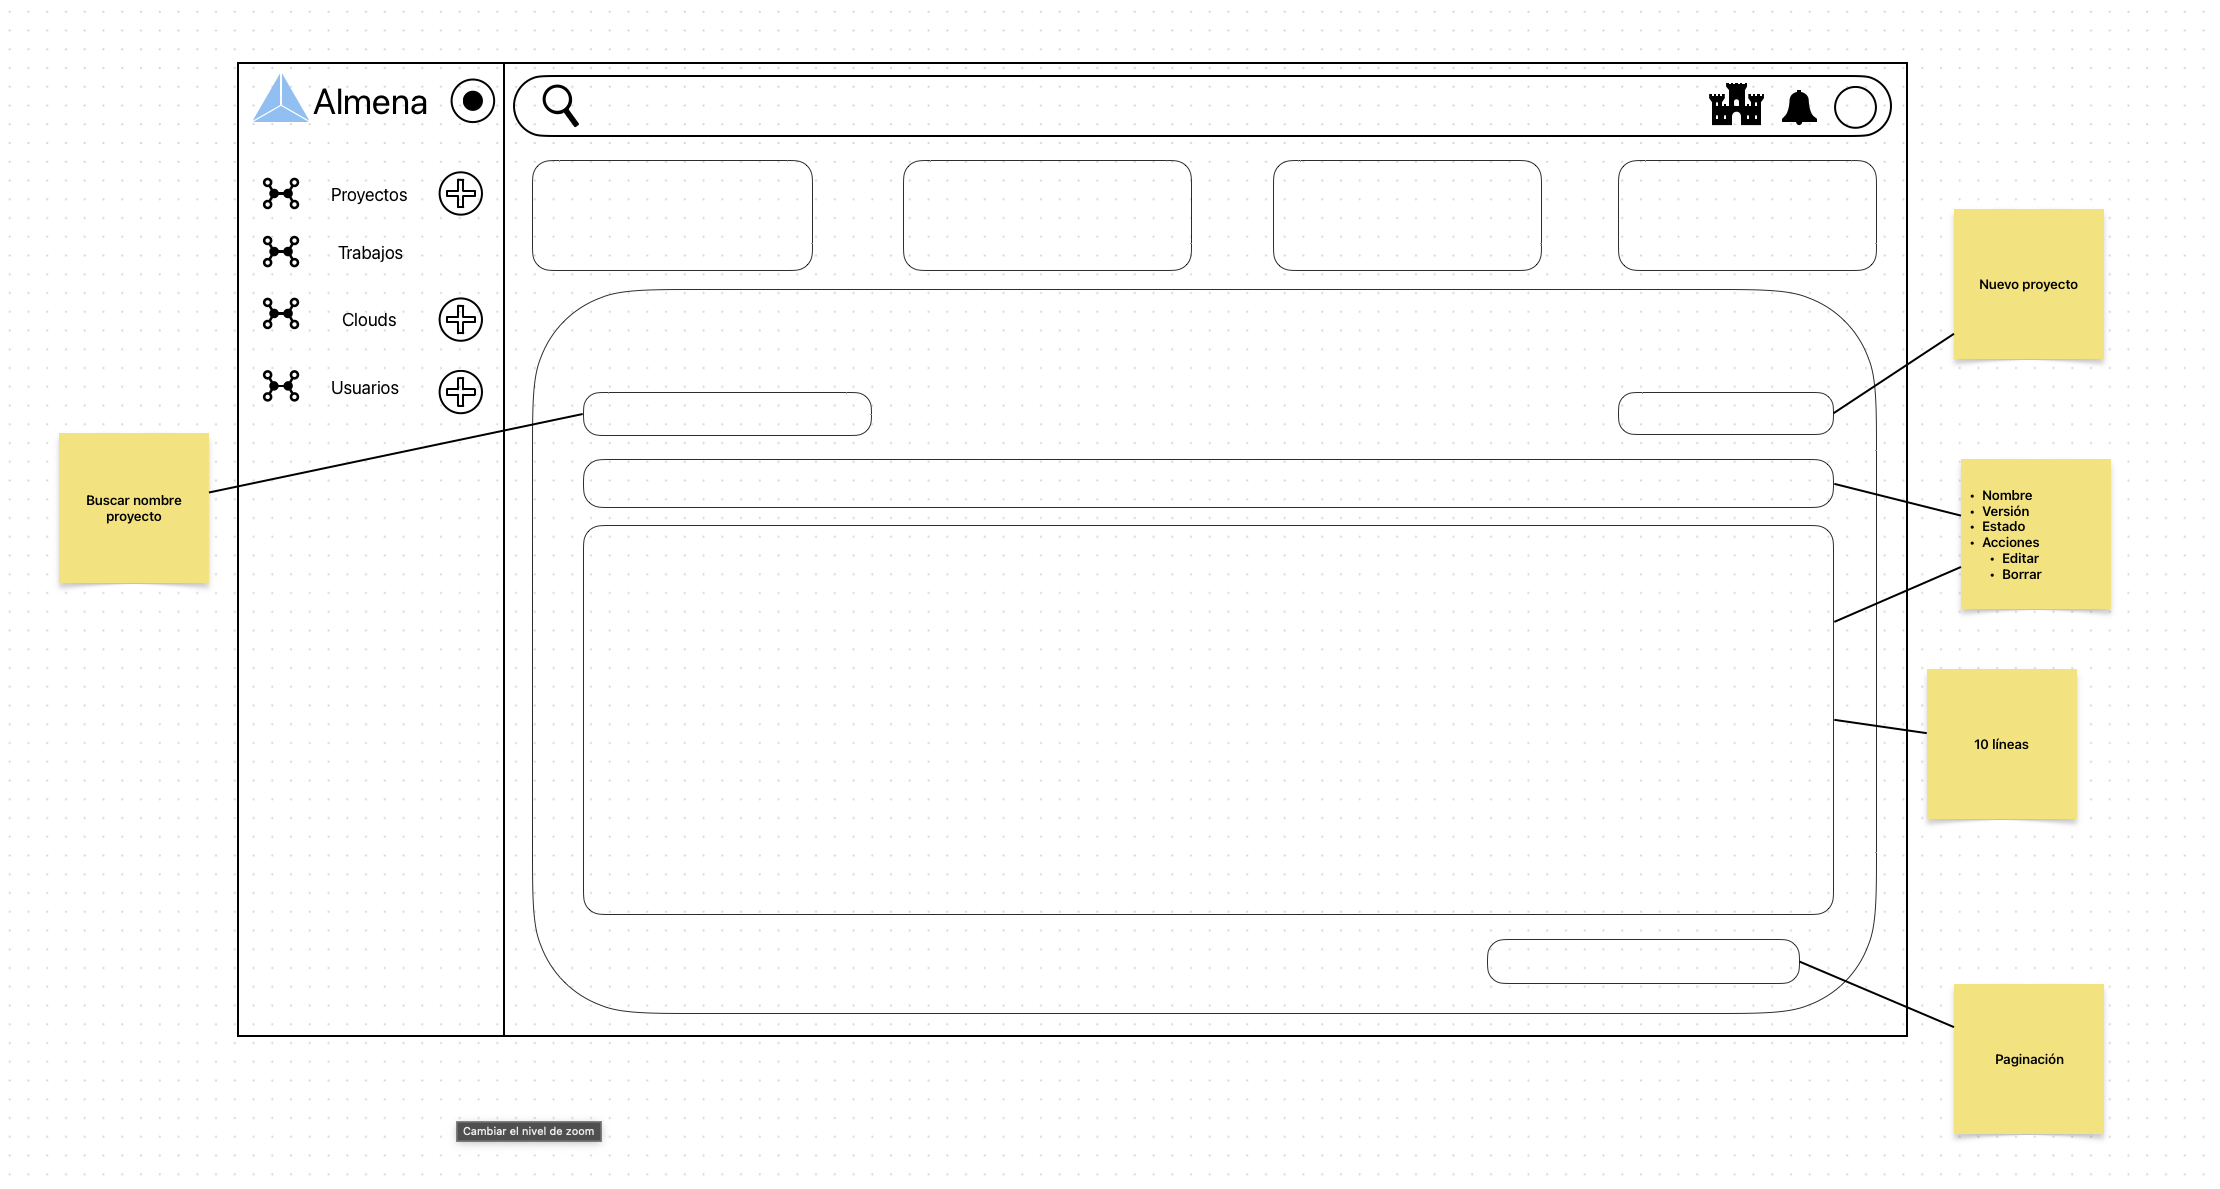 Almena
Proyectos
Trabajos
Clouds
Usuarios
Buscar nombre
proyecto
Nuevo proyecto
• Nombre
• Versión
• Estado
• Acciones
• Editar
• Borrar
10 líneas
Paginación
Cambiar el nivel de zoom